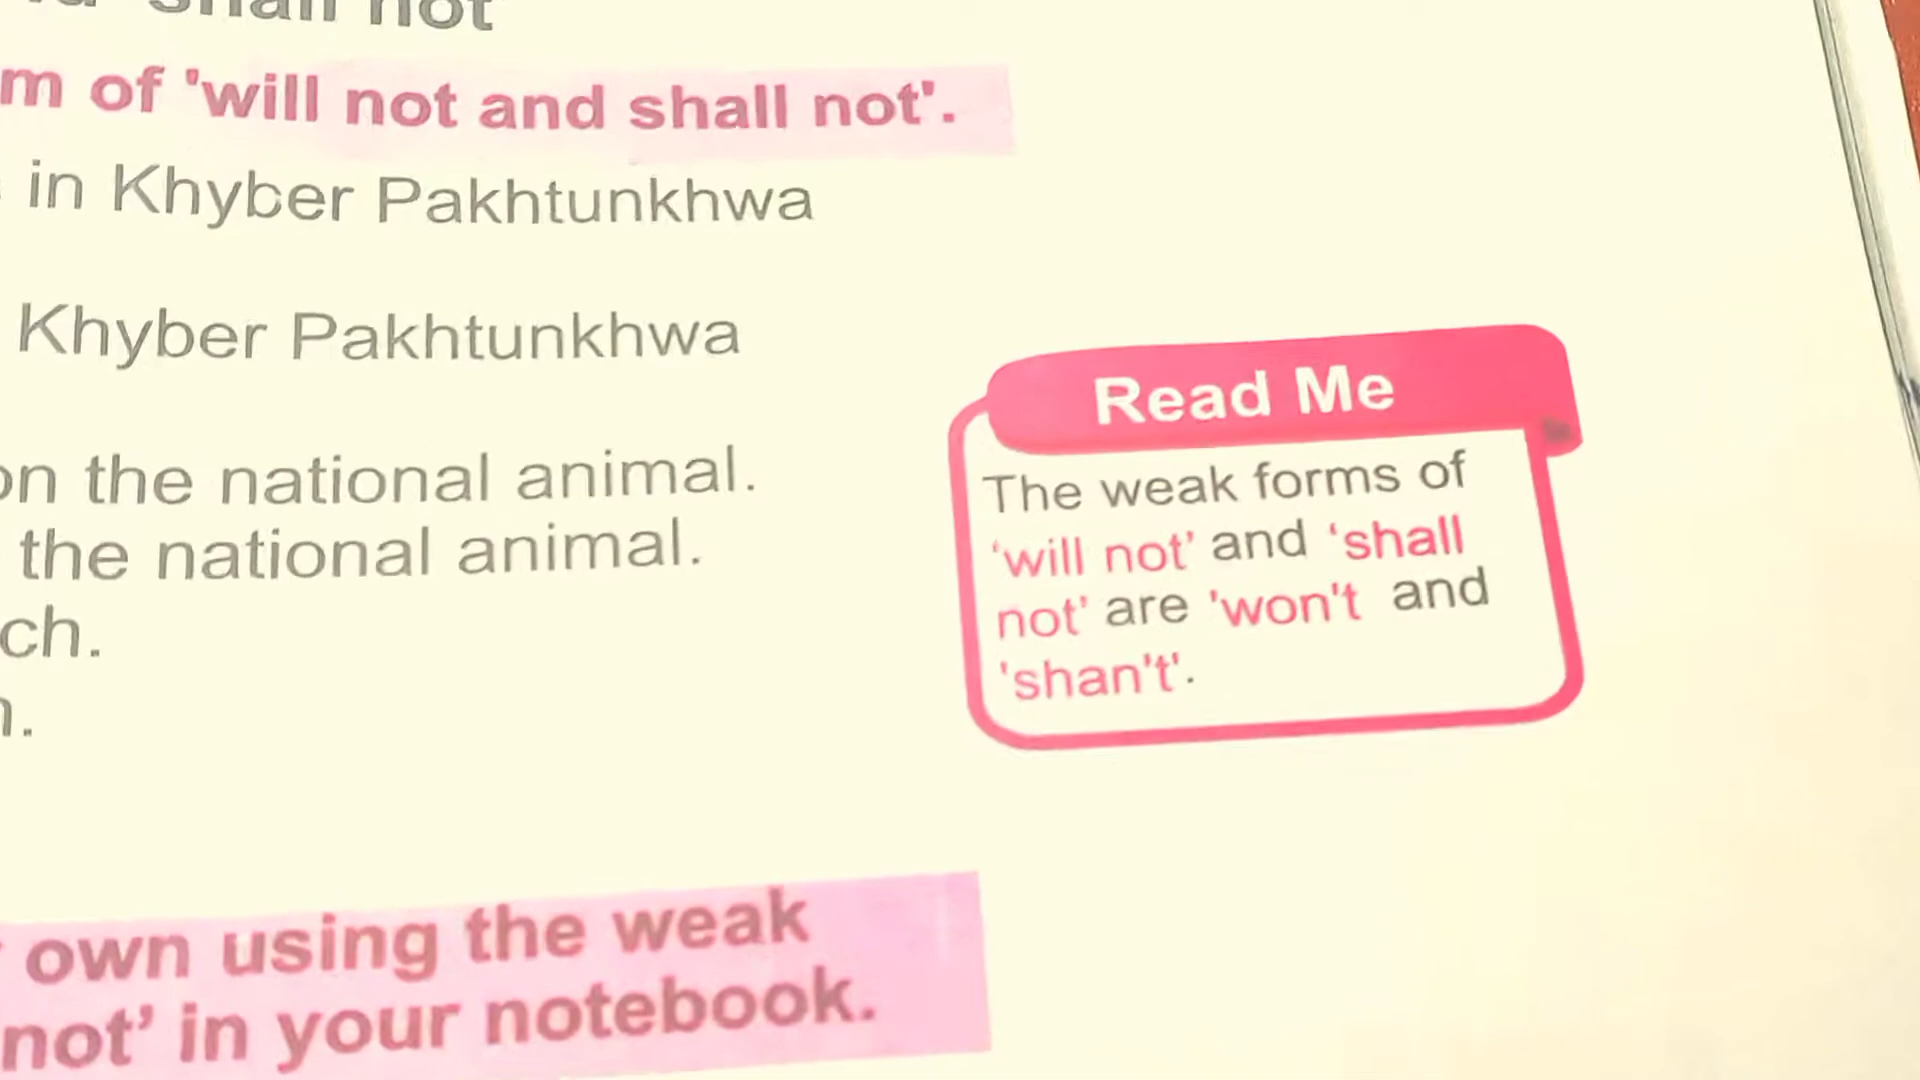 shall not
of 'will not and shall not'.
in Khyber Pakhtunkhwa
Khyber Pakhtunkhwa
on the national animal.
the national animal.
Read Me
The weak forms of
‘will not’ and ‘shall
not’ are 'won't and
'shan't'.
own using the weak
not’ in your notebook.